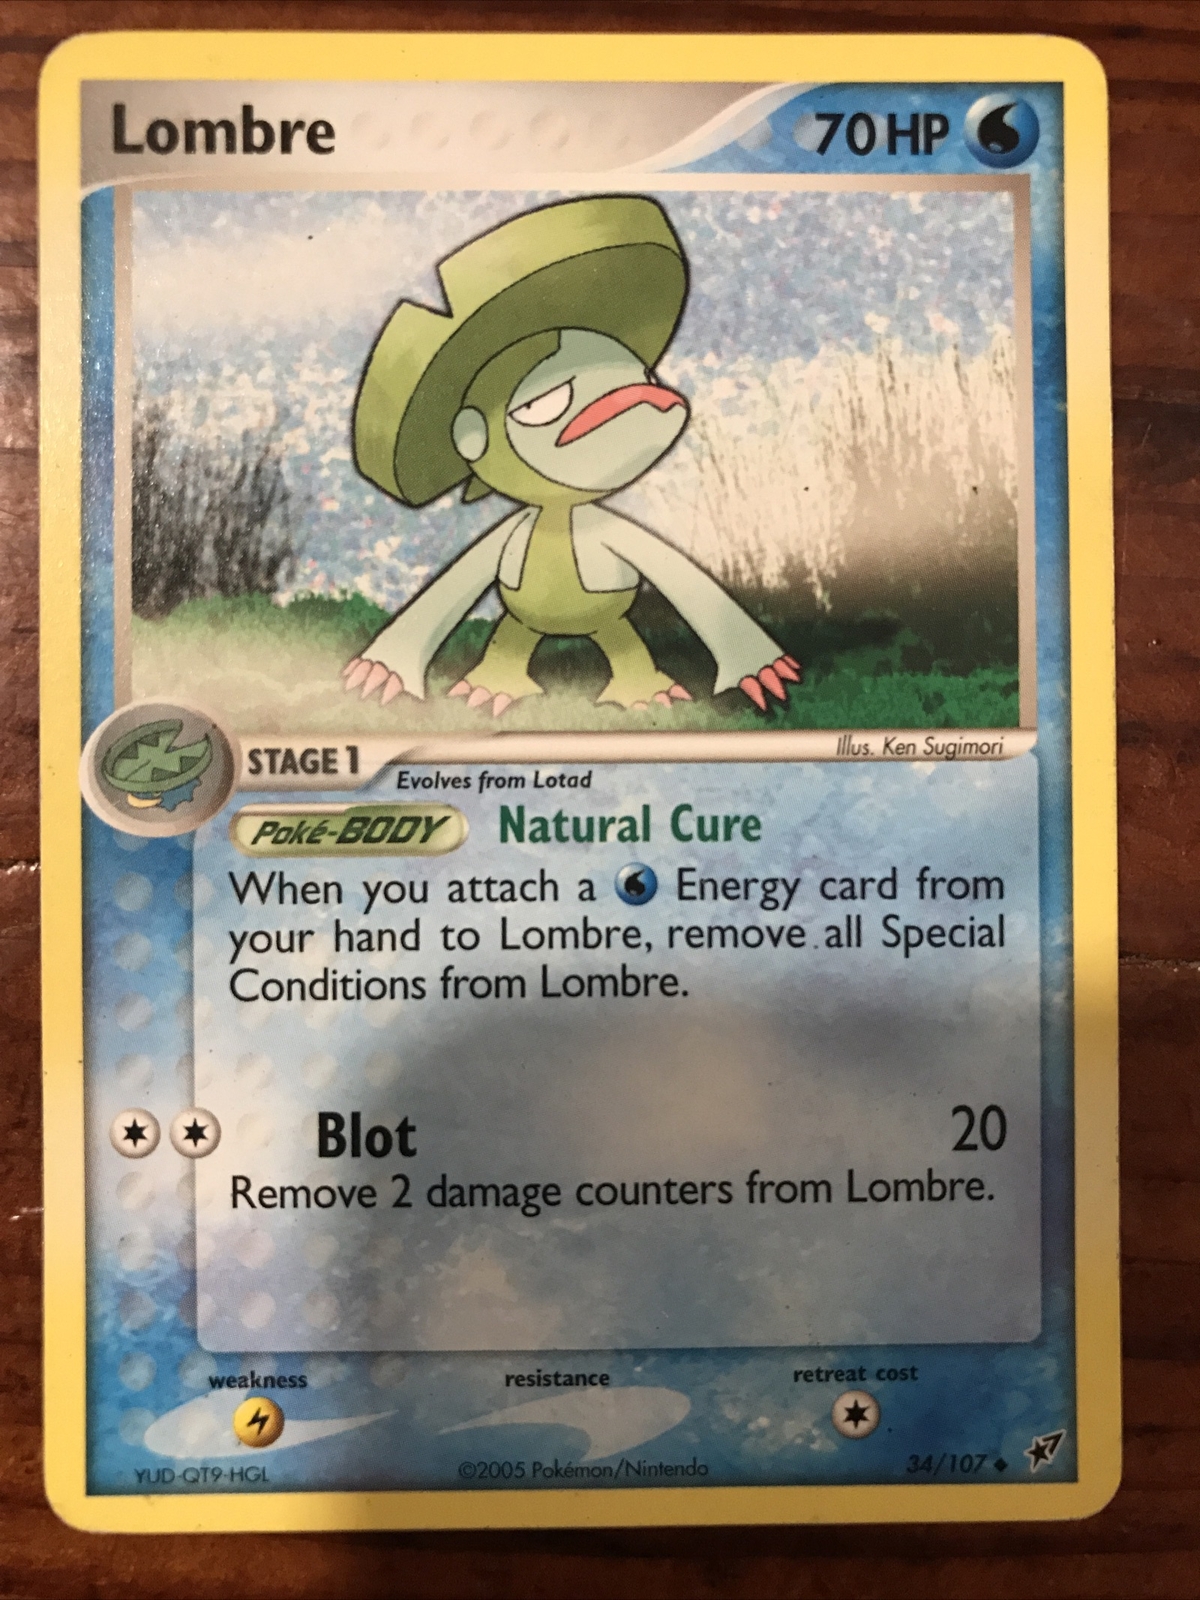 Lombre 70 HP
Illus. Ken Sugimori
STAGE 1
Evolves from Lotad
Poké-BODY Natural Cure
When you attach a Energy card from
your hand to Lombre, remove all Special
Conditions from Lombre.
Blot 20
Remove 2 damage counters from Lombre.
weakness resistance retreat cost
YUD-QT9-HGL ©2005 Pokémon/Nintendo 34/107